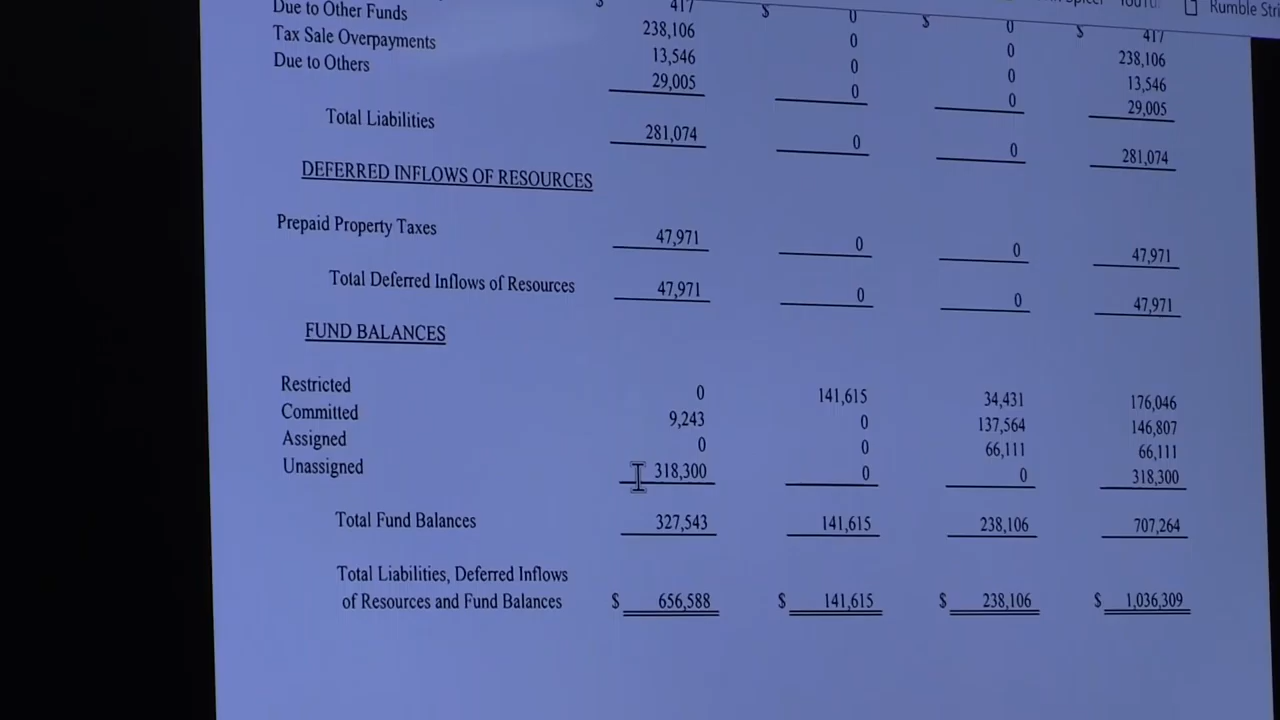 Rumble Stri
$ 417 $ 0 $ 0 $ 417
Due to Other Funds 238,106 0 0 238,106
Tax Sale Overpayments 13,546 0 0 13,546
Due to Others 29,005 0 0 29,005
Total Liabilities 281,074 0 0 281,074
DEFERRED INFLOWS OF RESOURCES
Prepaid Property Taxes 47,971 0 0 47,971
Total Deferred Inflows of Resources 47,971 0 0 47,971
FUND BALANCES
Restricted 0 141,615 34,431 176,046
Committed 9,243 0 137,564 146,807
Assigned 0 0 66,111 66,111
Unassigned 318,300 0 0 318,300
Total Fund Balances 327,543 141,615 238,106 707,264
Total Liabilities, Deferred Inflows
of Resources and Fund Balances $ 656,588 $ 141,615 $ 238,106 $ 1,036,309